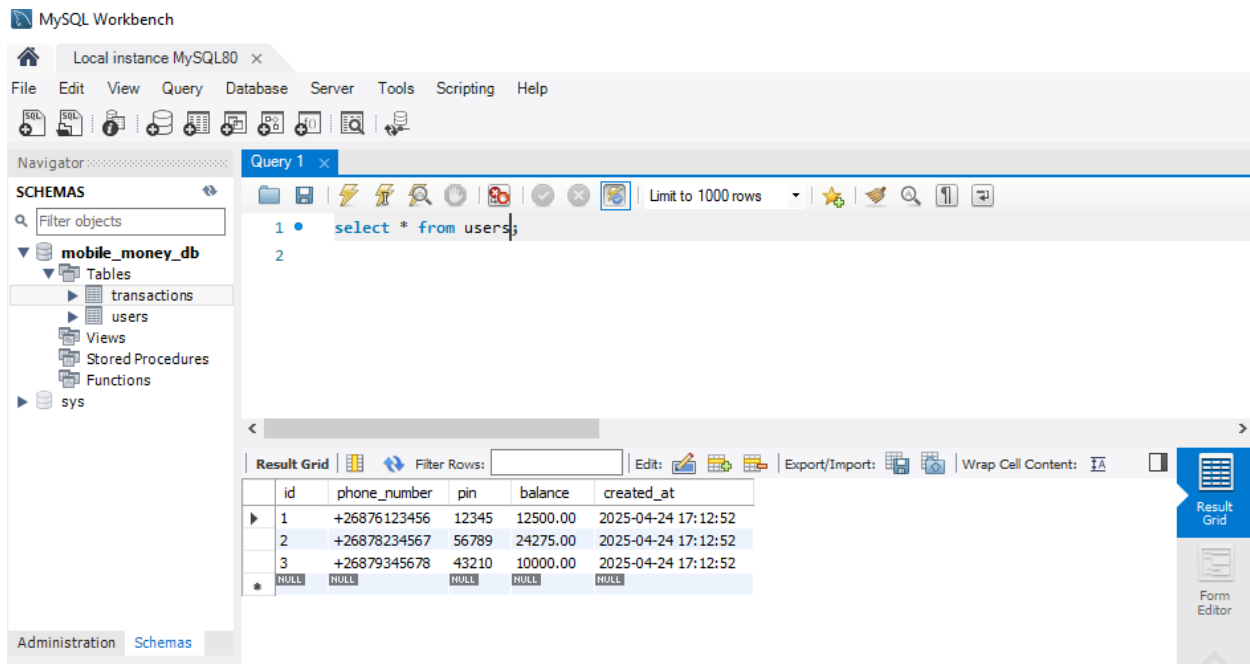 MySQL Workbench
Local instance MySQL80 ×
File Edit View Query Database Server Tools Scripting Help
Navigator
SCHEMAS
Filter objects
mobile_money_db
Tables
transactions
users
Views
Stored Procedures
Functions
sys
Administration Schemas
Query 1 ×
Limit to 1000 rows
1 select * from users;
2
Result Grid Filter Rows: Edit: Export/Import: Wrap Cell Content: IA
id phone_number pin balance created_at
1 +26876123456 12345 12500.00 2025-04-24 17:12:52
2 +26878234567 56789 24275.00 2025-04-24 17:12:52
3 +26879345678 43210 10000.00 2025-04-24 17:12:52
NULL NULL NULL NULL NULL
Result
Grid
Form
Editor